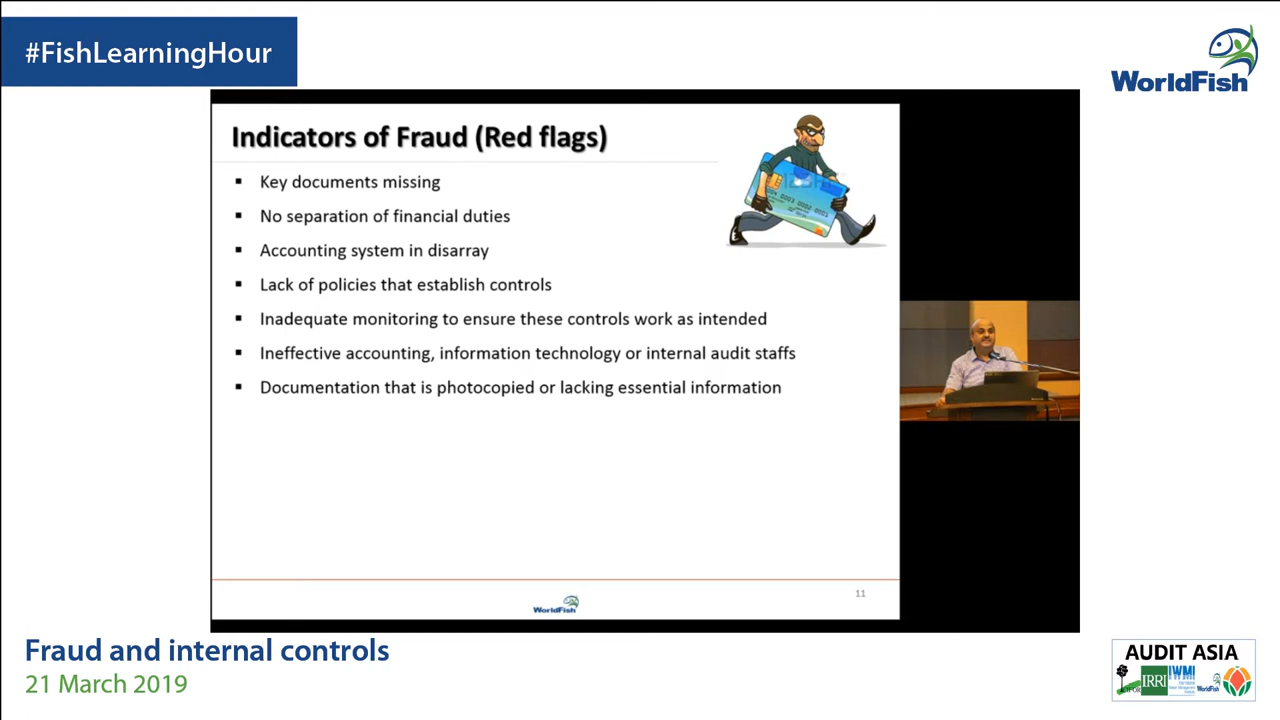 #FishLearningHour
WorldFish
Indicators of Fraud (Red flags)
▪ Key documents missing
▪ No separation of financial duties
▪ Accounting system in disarray
▪ Lack of policies that establish controls
▪ Inadequate monitoring to ensure these controls work as intended
▪ Ineffective accounting, information technology or internal audit staffs
▪ Documentation that is photocopied or lacking essential information
11
WorldFish
Fraud and internal controls
21 March 2019
AUDIT ASIA
IRRI
IWMI
WorldFish